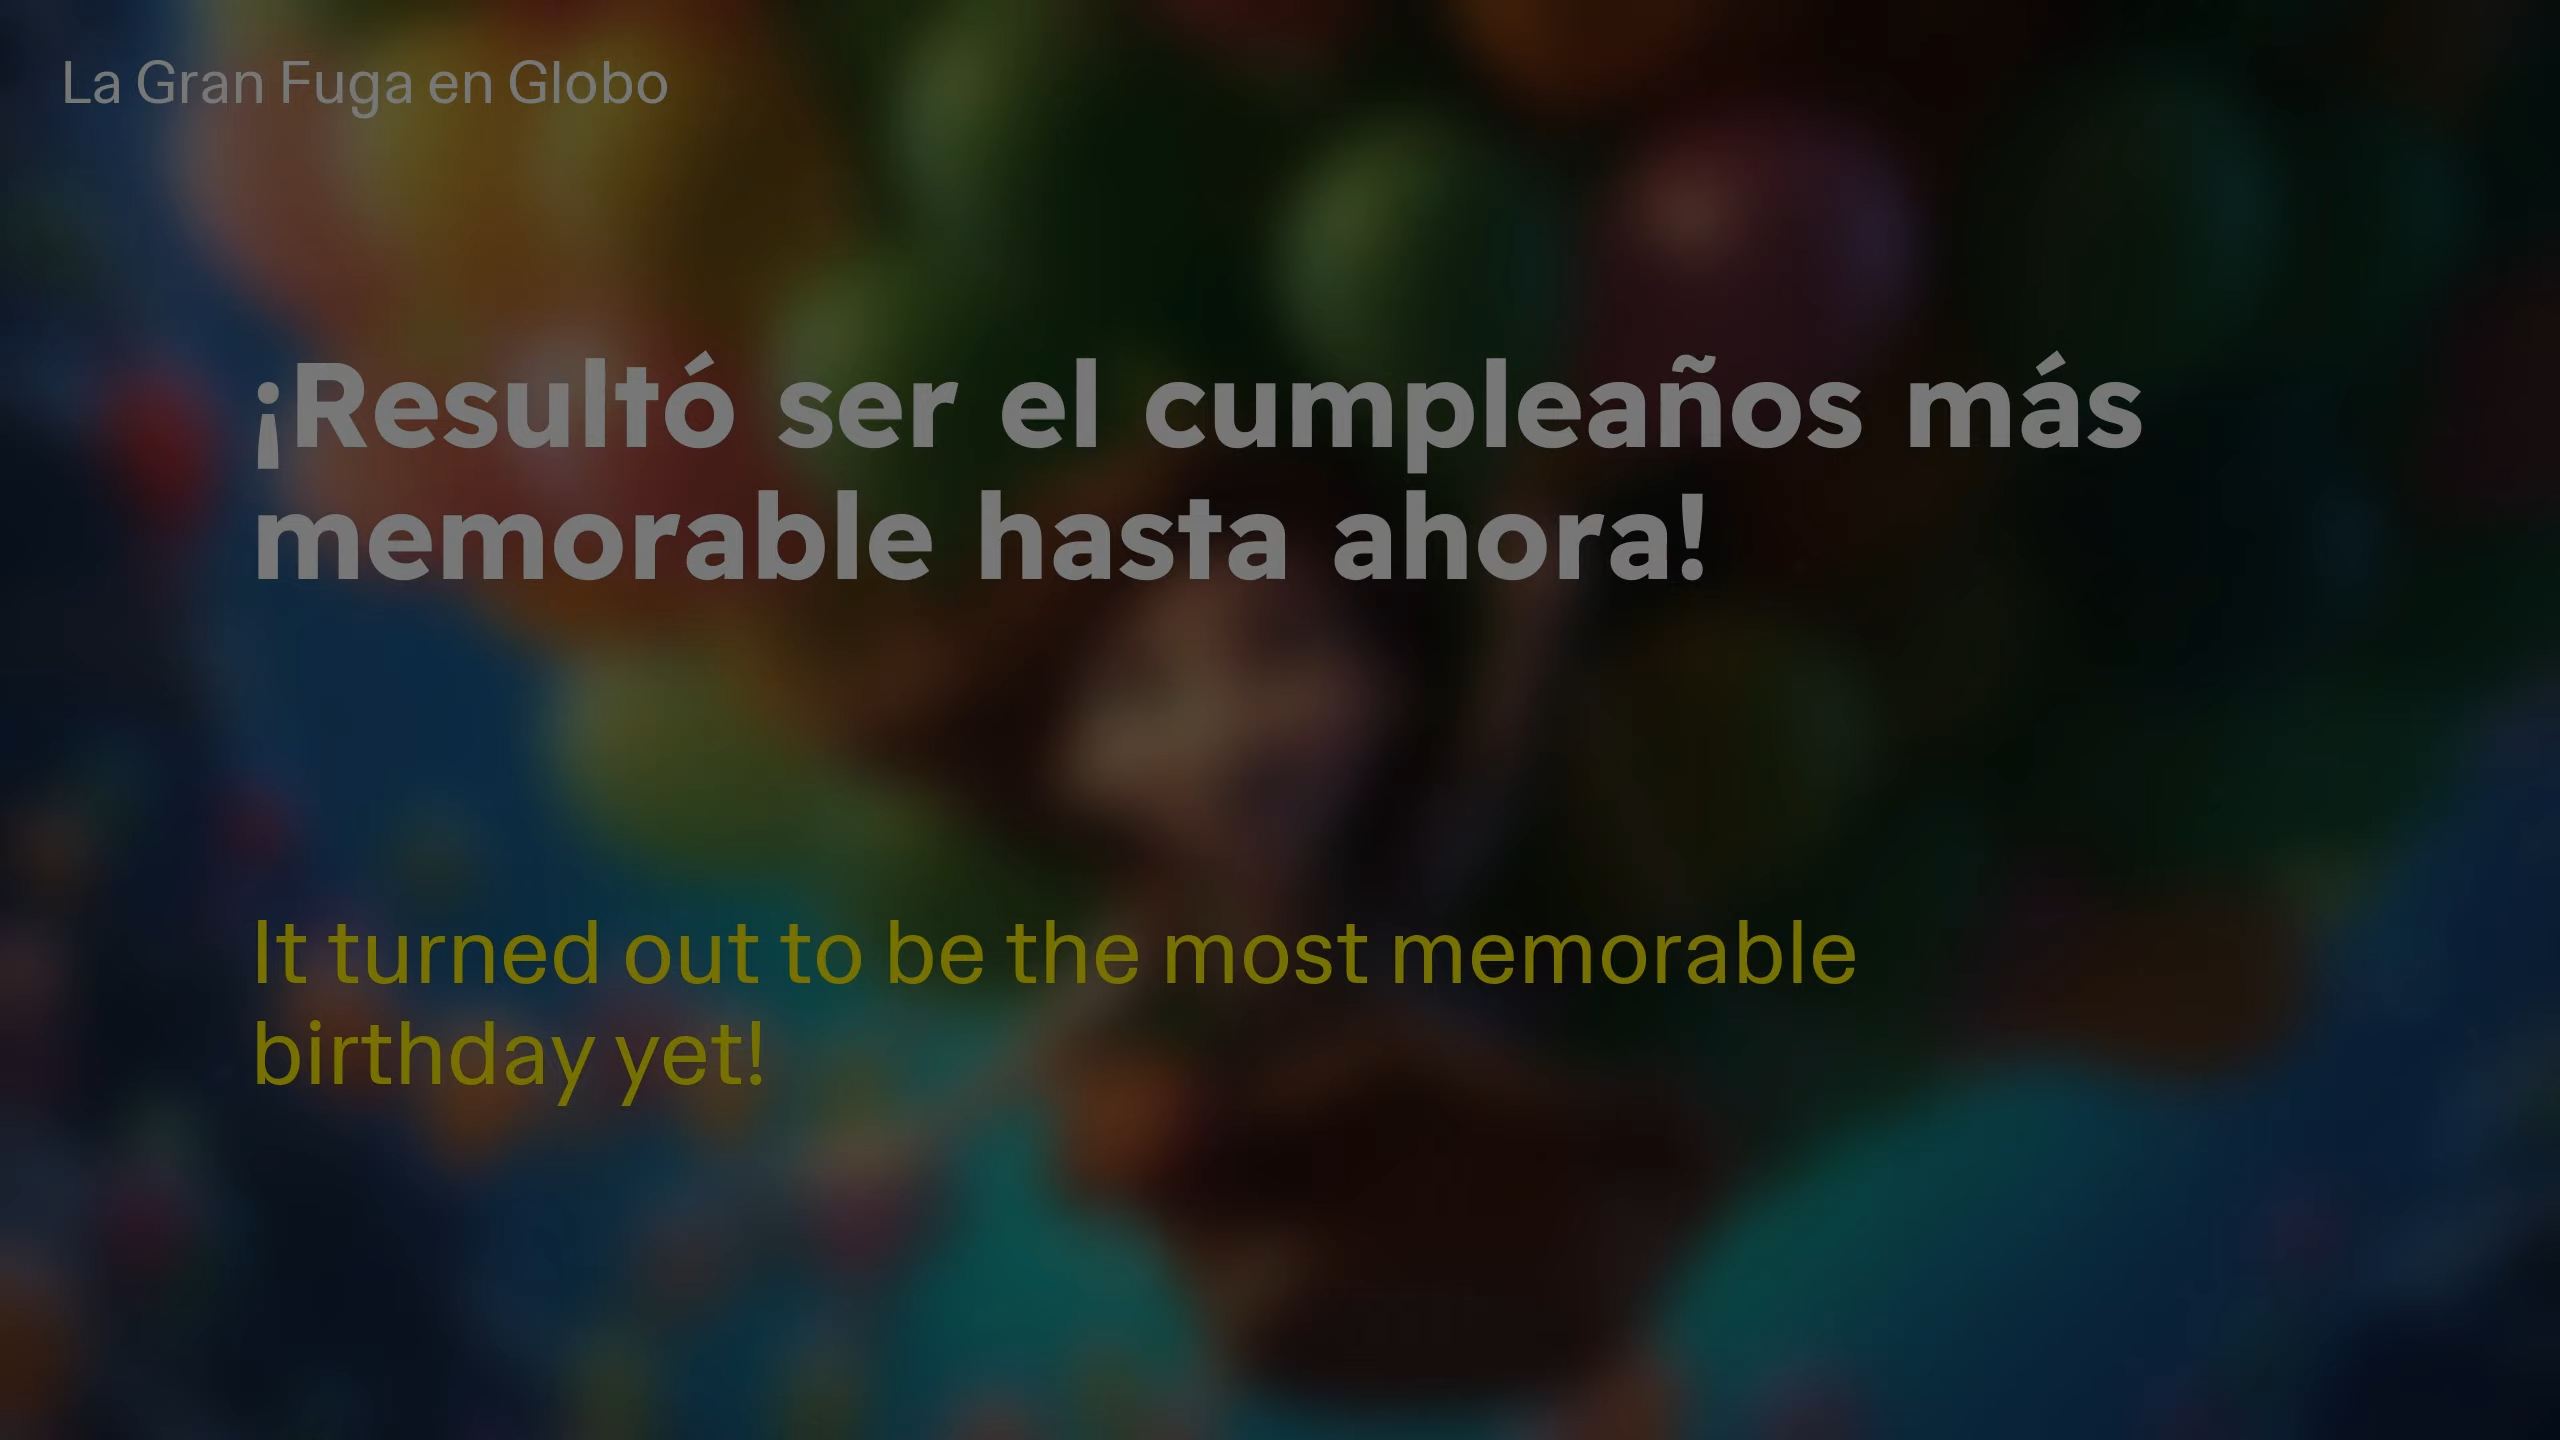 La Gran Fuga en Globo
¡Resultó ser el cumpleaños más
memorable hasta ahora!
It turned out to be the most memorable
birthday yet!